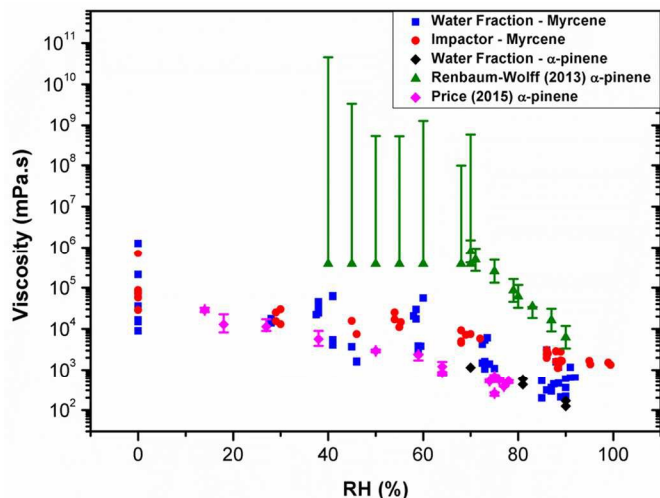 Water Fraction - Myrcene
Impactor - Myrcene
Water Fraction - α-pinene
Renbaum-Wolff (2013) α-pinene
Price (2015) α-pinene
Viscosity (mPa.s)
10¹¹
10¹⁰
10⁹
10⁸
10⁷
10⁶
10⁵
10⁴
10³
10²
0 20 40 60 80 100
RH (%)